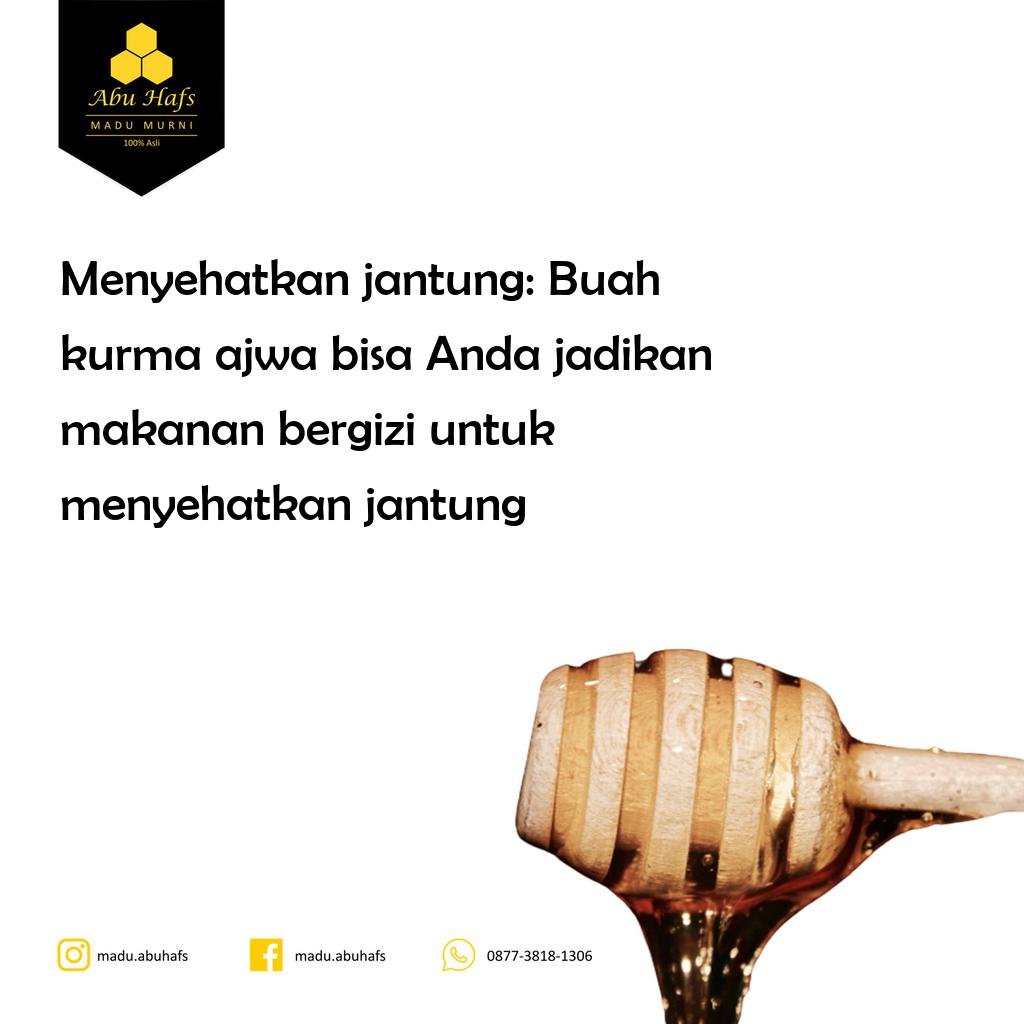 Abu Hafs
MADU MURNI
100% Asli
Menyehatkan jantung: Buah
kurma ajwa bisa Anda jadikan
makanan bergizi untuk
menyehatkan jantung
madu.abuhafs
madu.abuhafs
0877-3818-1306